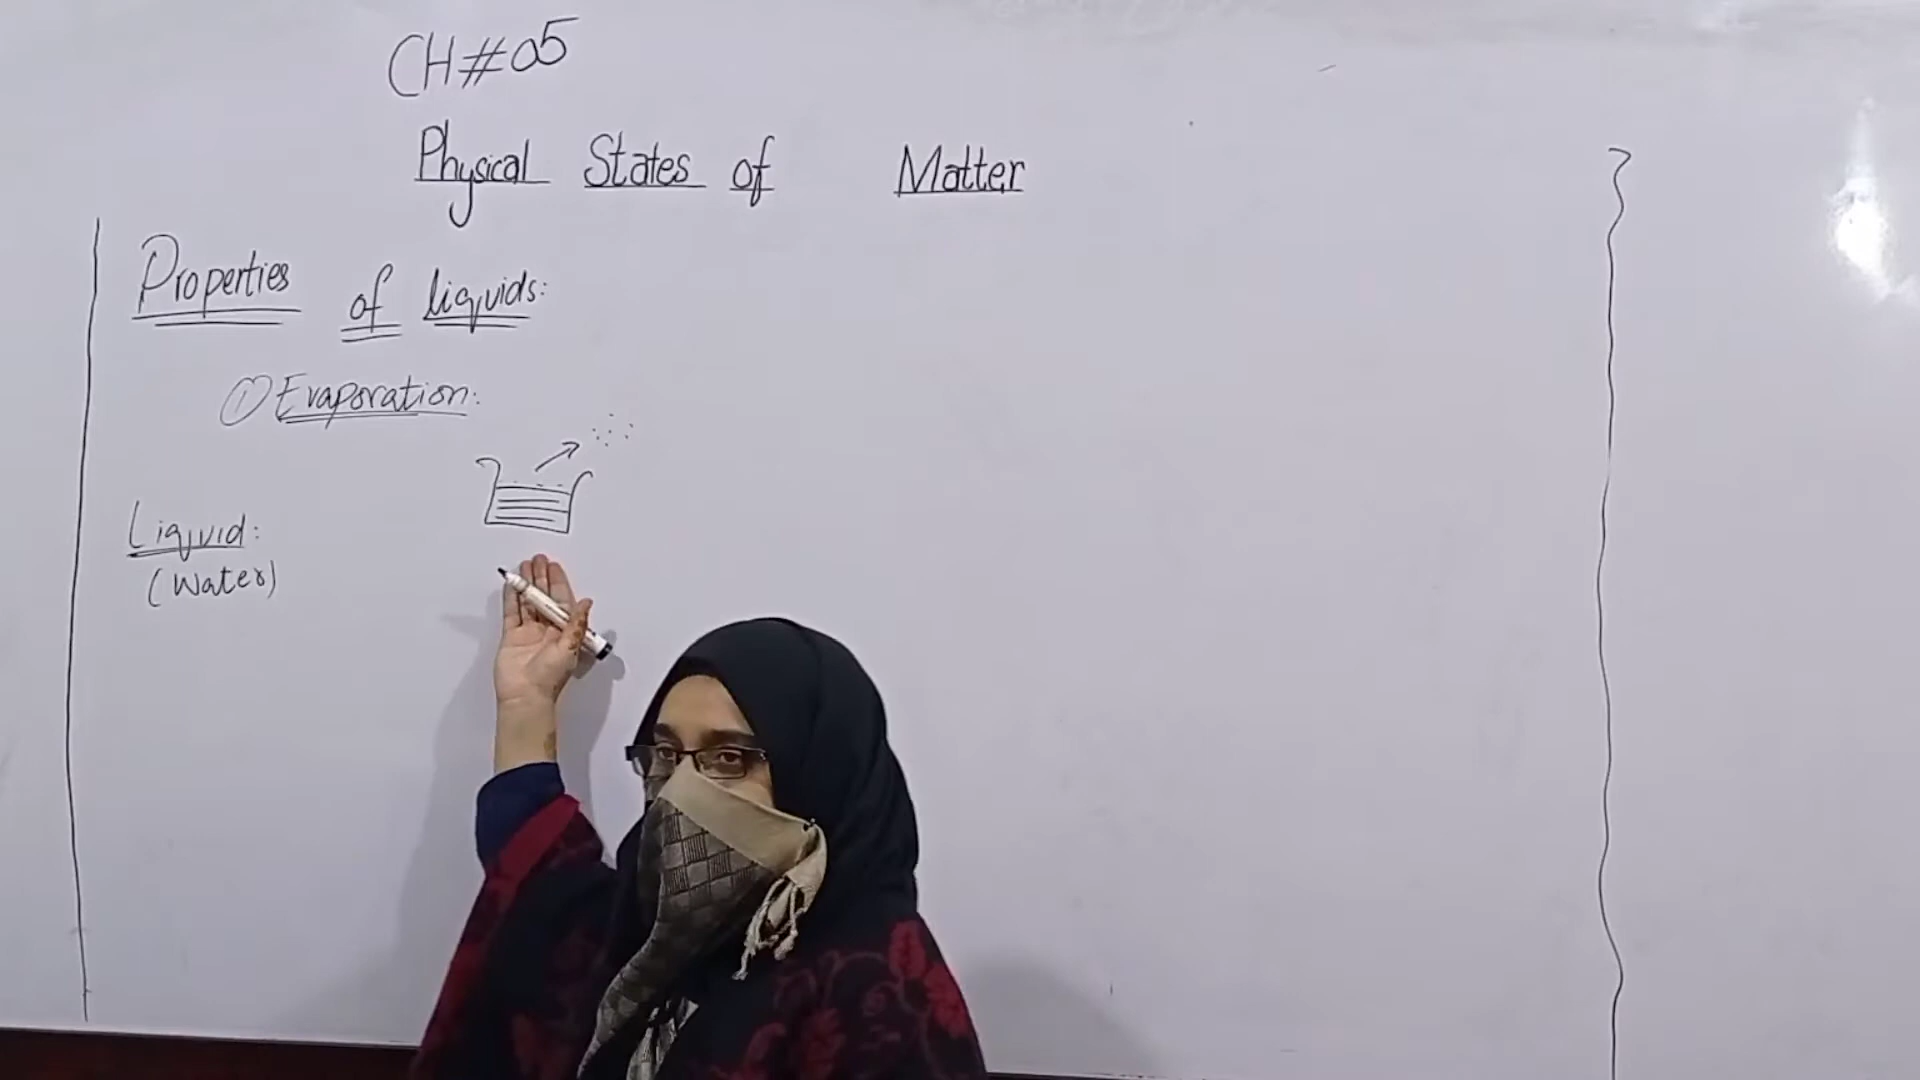 CH#05
Physical States of Matter
Properties of liquids:
① Evaporation:
Liquid:
(Water)